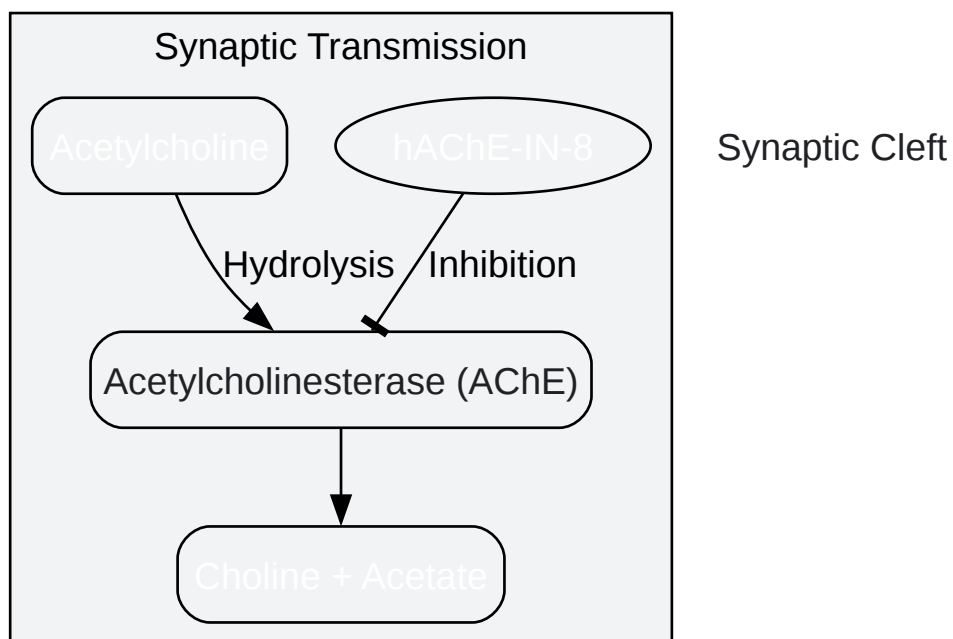 Synaptic Transmission
Acetylcholine
hAChE-IN-8
Synaptic Cleft
Hydrolysis
Inhibition
Acetylcholinesterase (AChE)
Choline + Acetate